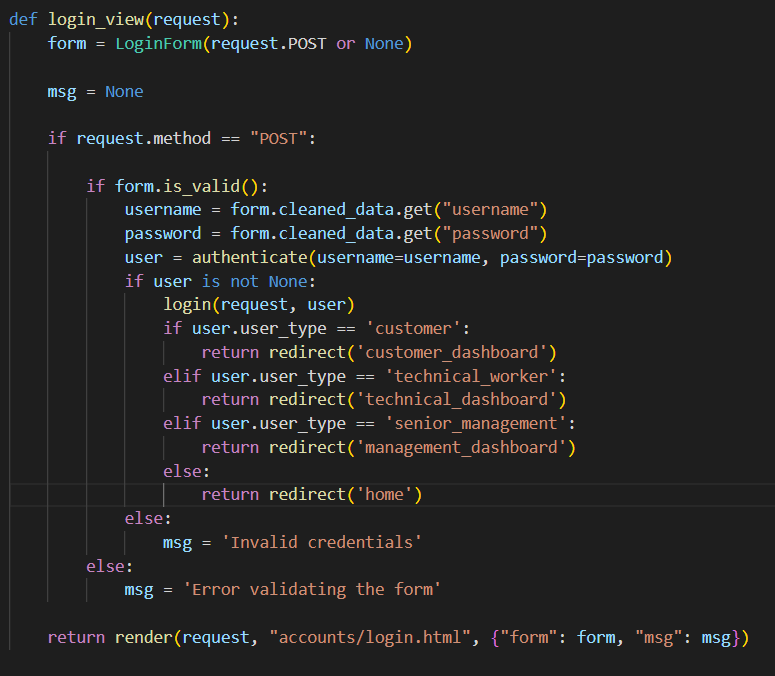 def login_view(request):
    form = LoginForm(request.POST or None)

    msg = None

    if request.method == "POST":

        if form.is_valid():
            username = form.cleaned_data.get("username")
            password = form.cleaned_data.get("password")
            user = authenticate(username=username, password=password)
            if user is not None:
                login(request, user)
                if user.user_type == 'customer':
                    return redirect('customer_dashboard')
                elif user.user_type == 'technical_worker':
                    return redirect('technical_dashboard')
                elif user.user_type == 'senior_management':
                    return redirect('management_dashboard')
                else:
                    return redirect('home')
            else:
                msg = 'Invalid credentials'
        else:
            msg = 'Error validating the form'

    return render(request, "accounts/login.html", {"form": form, "msg": msg})